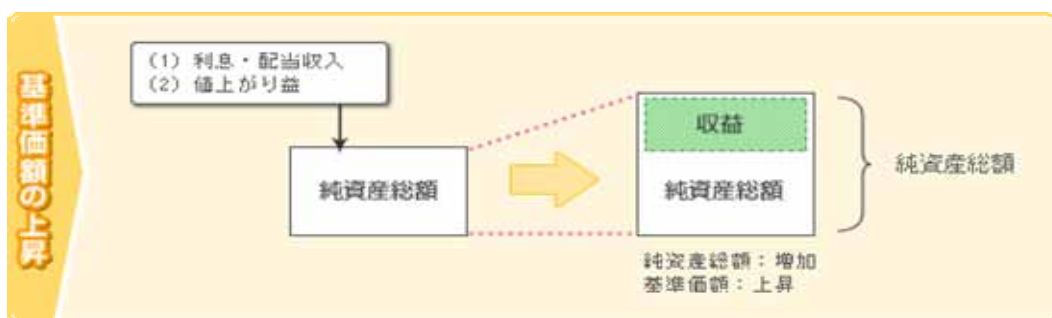 基準価額の上昇
(1) 利息・配当収入
(2) 値上がり益
純資産総額
収益
純資産総額
純資産総額
純資産総額：増加
基準価額：上昇